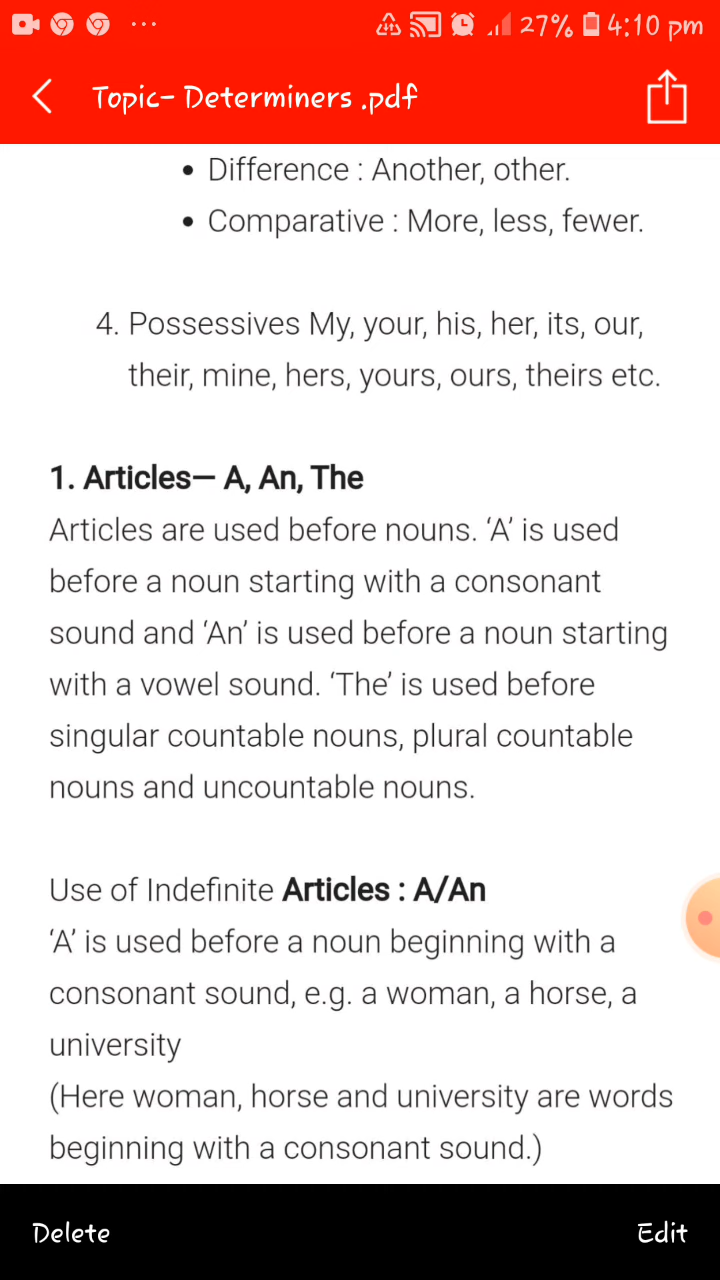 ... 27% 4:10 pm
Topic- Determiners .pdf
• Difference : Another, other.
• Comparative : More, less, fewer.
4. Possessives My, your, his, her, its, our,
their, mine, hers, yours, ours, theirs etc.
1. Articles— A, An, The
Articles are used before nouns. ‘A’ is used
before a noun starting with a consonant
sound and ‘An’ is used before a noun starting
with a vowel sound. ‘The’ is used before
singular countable nouns, plural countable
nouns and uncountable nouns.
Use of Indefinite Articles : A/An
‘A’ is used before a noun beginning with a
consonant sound, e.g. a woman, a horse, a
university
(Here woman, horse and university are words
beginning with a consonant sound.)
Delete Edit